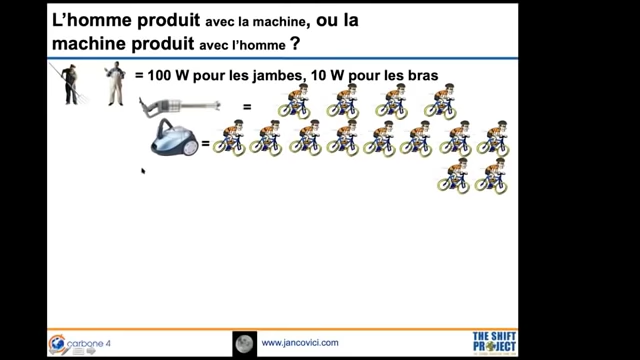 L'homme produit avec la machine, ou la
machine produit avec l'homme ?
= 100 W pour les jambes, 10 W pour les bras
=
=
carbone 4
www.jancovici.com
THE SHIFT
PROJECT